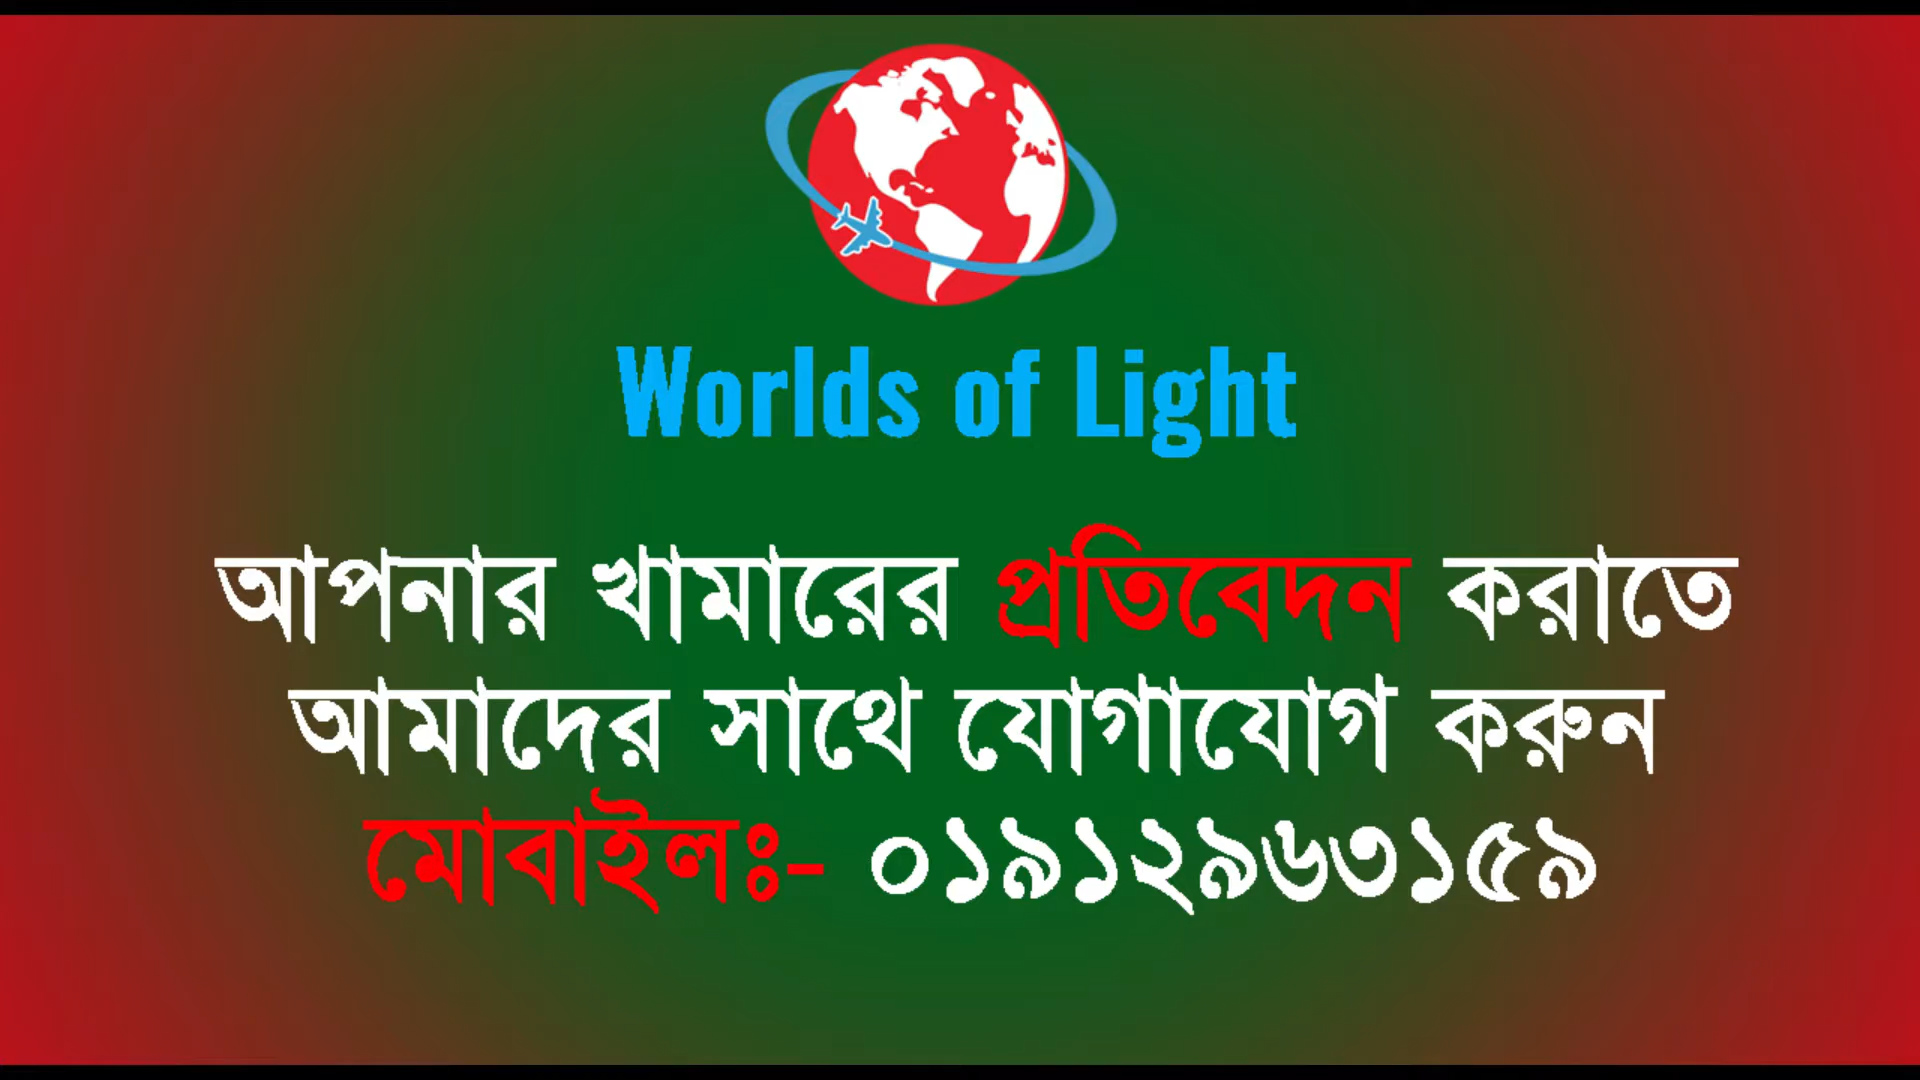 Worlds of Light
আপনার খামারের প্রতিবেদন করাতে
আমাদের সাথে যোগাযোগ করুন
মোবাইলঃ- ০১৯১২৯৬৩১৫৯